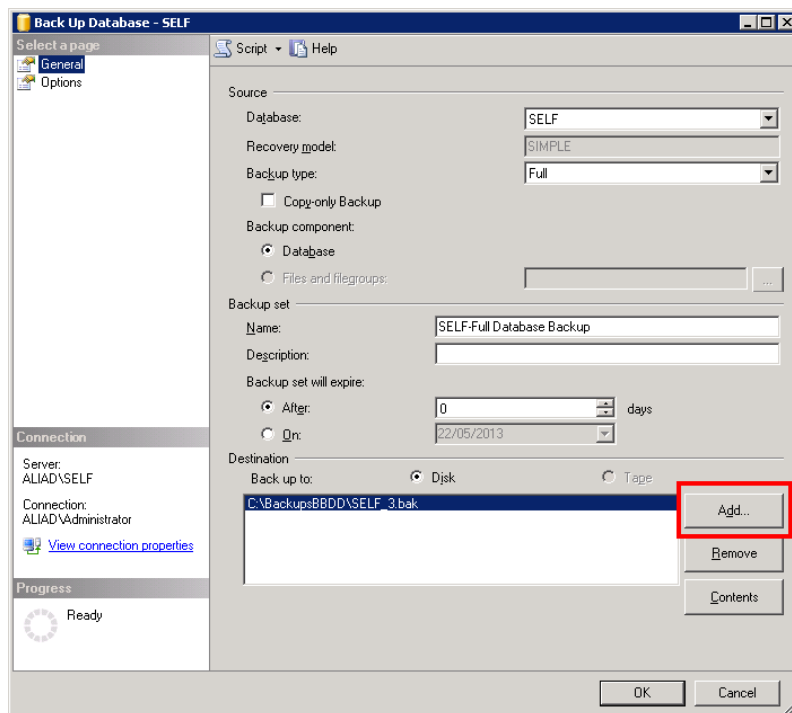 Back Up Database - SELF
Select a page
General
Options
Script
Help
Source
Database:
SELF
Recovery model:
SIMPLE
Backup type:
Full
Copy-only Backup
Backup component:
Database
Files and filegroups:
...
Backup set
Name:
SELF-Full Database Backup
Description:
Backup set will expire:
After:
0
days
On:
22/05/2013
Destination
Back up to:
Disk
Tape
C:\BackupsBBDD\SELF_3.bak
Add...
Remove
Contents
Connection
Server:
ALIAD\SELF
Connection:
ALIAD\Administrator
View connection properties
Progress
Ready
OK
Cancel